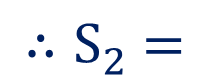 ∴ S₂ =